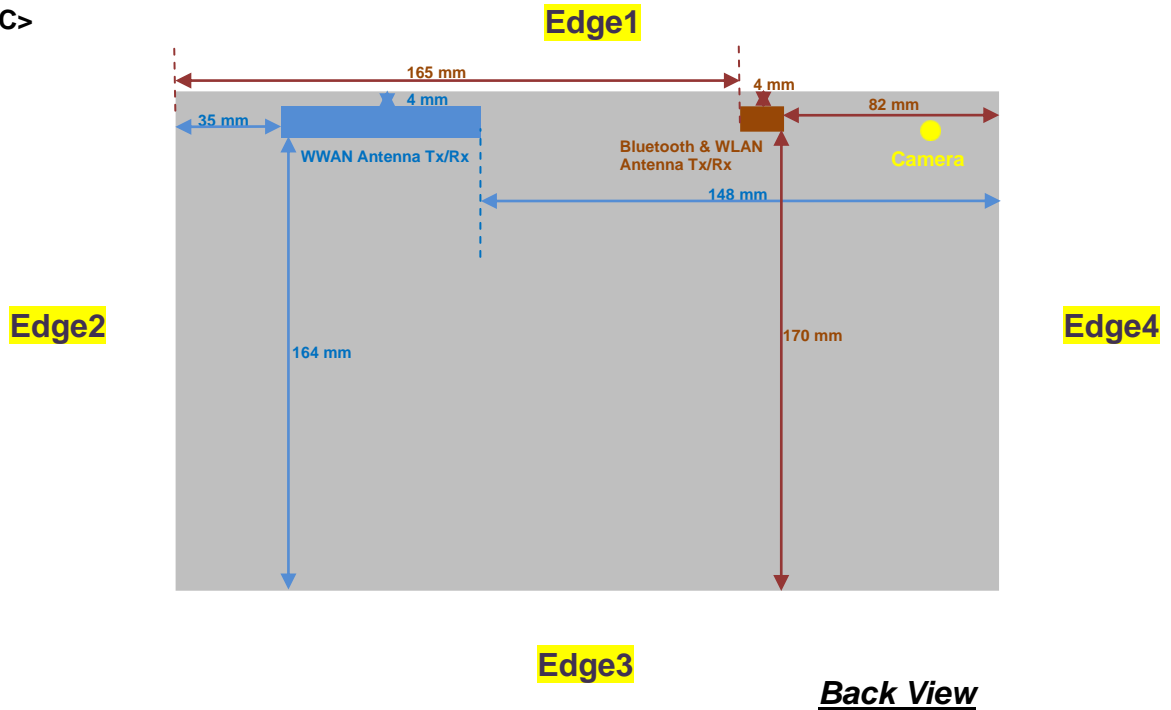 C>
Edge1
165 mm
4 mm
4 mm
82 mm
35 mm
WWAN Antenna Tx/Rx
Bluetooth & WLAN
Antenna Tx/Rx
Camera
148 mm
Edge2
Edge4
164 mm
170 mm
Edge3
Back View